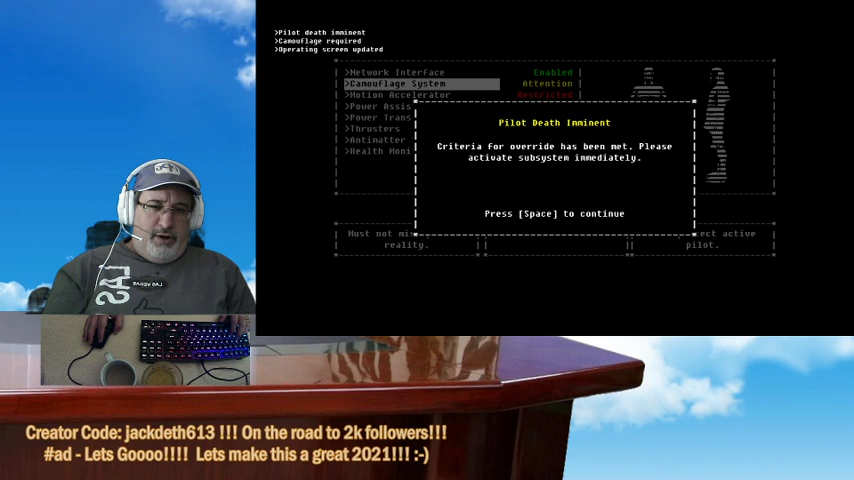 >Pilot death imminent
>Camouflage required
>Operating screen updated
>Network Interface Enabled
>Camouflage System Attention
>Motion Accelerator Restricted
>Power Assis
>Power Trans
>Thrusters
>Antimatter
>Health Moni
Pilot Death Imminent
Criteria for override has been met. Please
activate subsystem immediately.
Press [Space] to continue
Must not mi
reality.
ect active
pilot.
LAS
Creator Code: jackdeth613 !!! On the road to 2k followers!!!
#ad - Lets Goooo!!!! Lets make this a great 2021!!! :-)